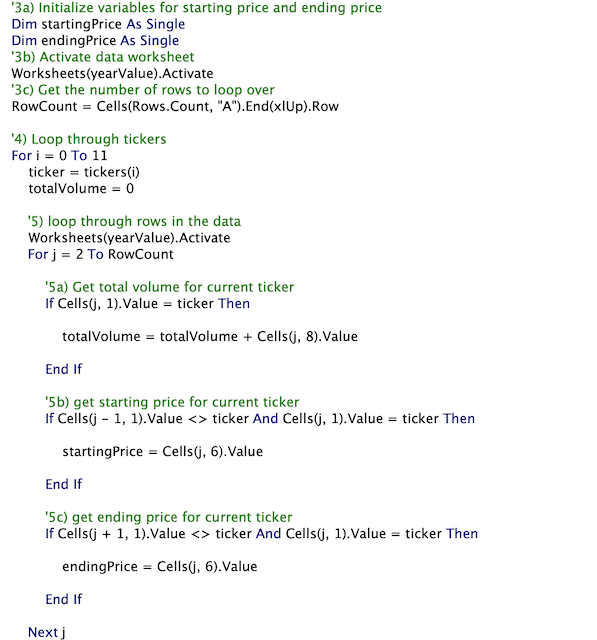 '3a) Initialize variables for starting price and ending price
Dim startingPrice As Single
Dim endingPrice As Single
'3b) Activate data worksheet
Worksheets(yearValue).Activate
'3c) Get the number of rows to loop over
RowCount = Cells(Rows.Count, "A").End(xlUp).Row
'4) Loop through tickers
For i = 0 To 11
ticker = tickers(i)
totalVolume = 0
'5) loop through rows in the data
Worksheets(yearValue).Activate
For j = 2 To RowCount
'5a) Get total volume for current ticker
If Cells(j, 1).Value = ticker Then
totalVolume = totalVolume + Cells(j, 8).Value
End If
'5b) get starting price for current ticker
If Cells(j - 1, 1).Value <> ticker And Cells(j, 1).Value = ticker Then
startingPrice = Cells(j, 6).Value
End If
'5c) get ending price for current ticker
If Cells(j + 1, 1).Value <> ticker And Cells(j, 1).Value = ticker Then
endingPrice = Cells(j, 6).Value
End If
Next j